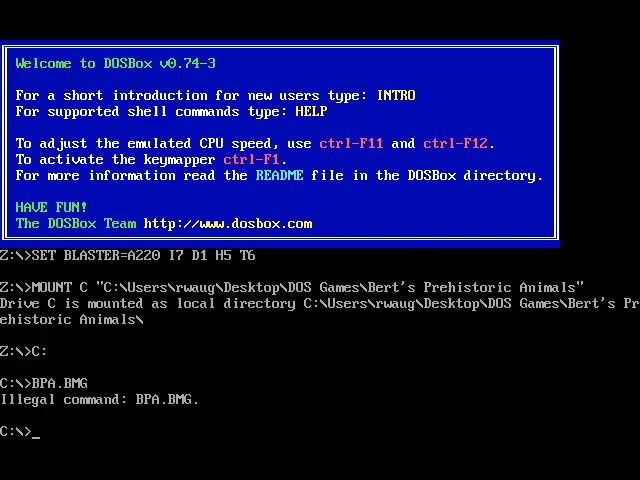 Welcome to DOSBox v0.74-3
For a short introduction for new users type: INTRO
For supported shell commands type: HELP
To adjust the emulated CPU speed, use ctrl-F11 and ctrl-F12.
To activate the keymapper ctrl-F1.
For more information read the README file in the DOSBox directory.
HAVE FUN!
The DOSBox Team http://www.dosbox.com
Z:\>SET BLASTER=A220 I7 D1 H5 T6
Z:\>MOUNT C "C:\Users\rwaug\Desktop\DOS Games\Bert's Prehistoric Animals"
Drive C is mounted as local directory C:\Users\rwaug\Desktop\DOS Games\Bert's Pr
ehistoric Animals\
Z:\>C:
C:\>BPA.BMG
Illegal command: BPA.BMG.
C:\>_